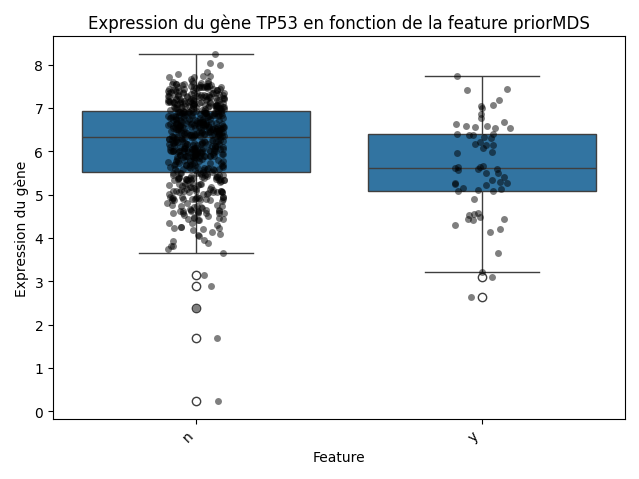 Expression du gène TP53 en fonction de la feature priorMDS
Expression du gène
8
7
6
5
4
3
2
1
0
n
y
Feature